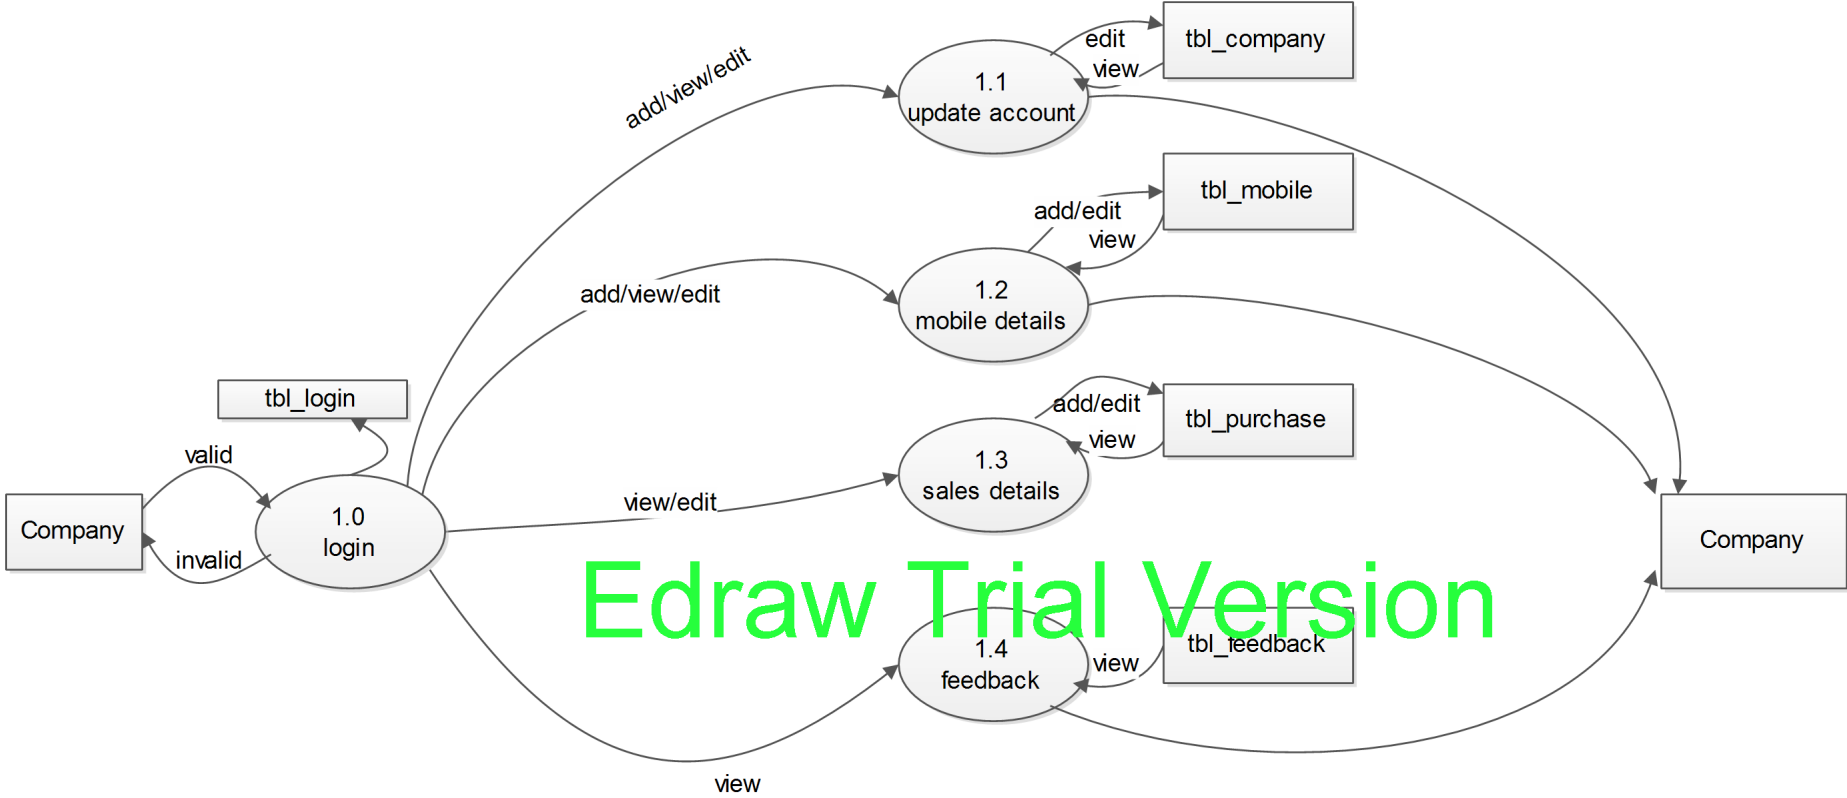 add/view/edit
edit
view
tbl_company
1.1
update account
add/edit
view
tbl_mobile
add/view/edit
1.2
mobile details
tbl_login
add/edit
view
tbl_purchase
valid
1.3
sales details
view/edit
Company
1.0
login
invalid
Company
Edraw Trial Version
1.4
feedback
view
tbl_feedback
view